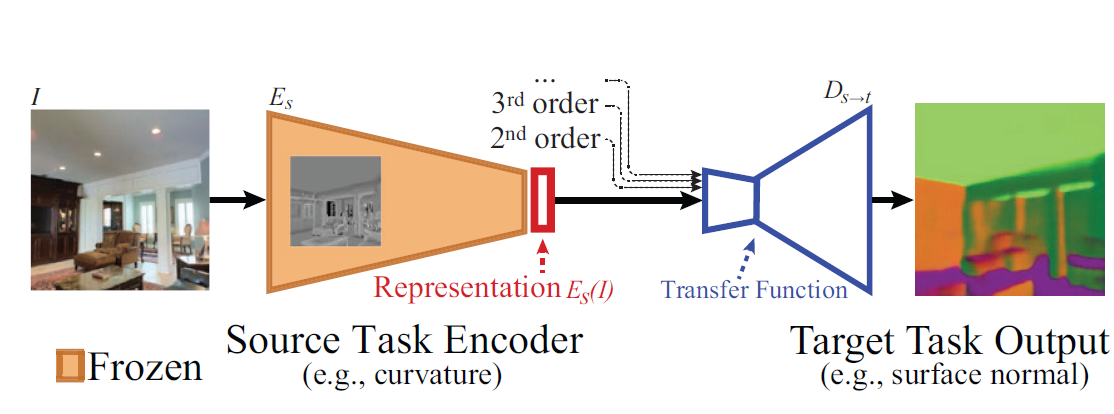 I
E_s
...
3rd order
2nd order
D_{s→t}
Representation E_s(I)
Transfer Function
Source Task Encoder
(e.g., curvature)
Target Task Output
(e.g., surface normal)
Frozen